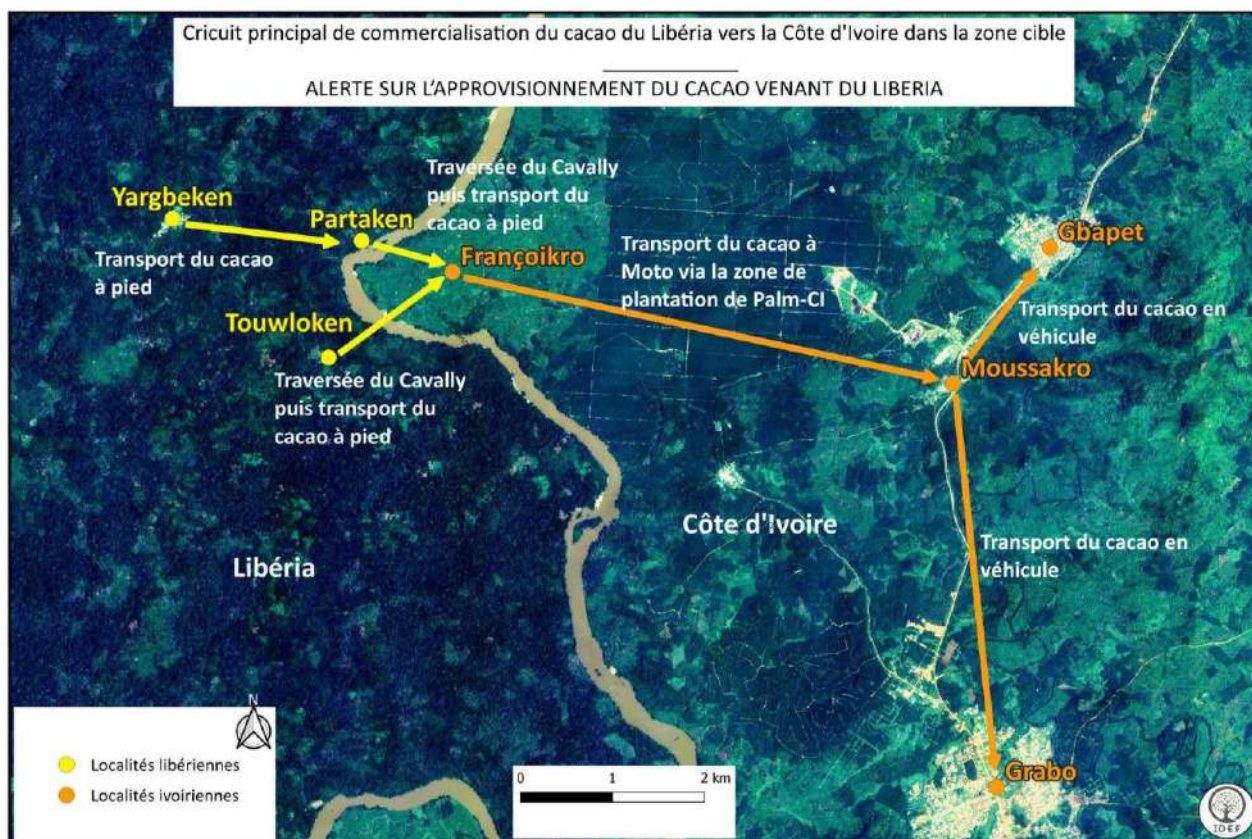 Cricuit principal de commercialisation du cacao du Libéria vers la Côte d'Ivoire dans la zone cible
ALERTE SUR L'APPROVISIONNEMENT DU CACAO VENANT DU LIBERIA
Traversée du Cavally
puis transport du
cacao à pied
Yargbeken
Partaken
Transport du cacao
à pied
Françoikro
Transport du cacao à
Moto via la zone de
plantation de Palm-CI
Gbapet
Touwloken
Transport du cacao en
véhicule
Moussakro
Traversée du Cavally
puis transport du
cacao à pied
Côte d'Ivoire
Libéria
Transport du cacao en
véhicule
N
Localités libériennes
Localités ivoiriennes
0 1 2 km
Grabo
IDEF